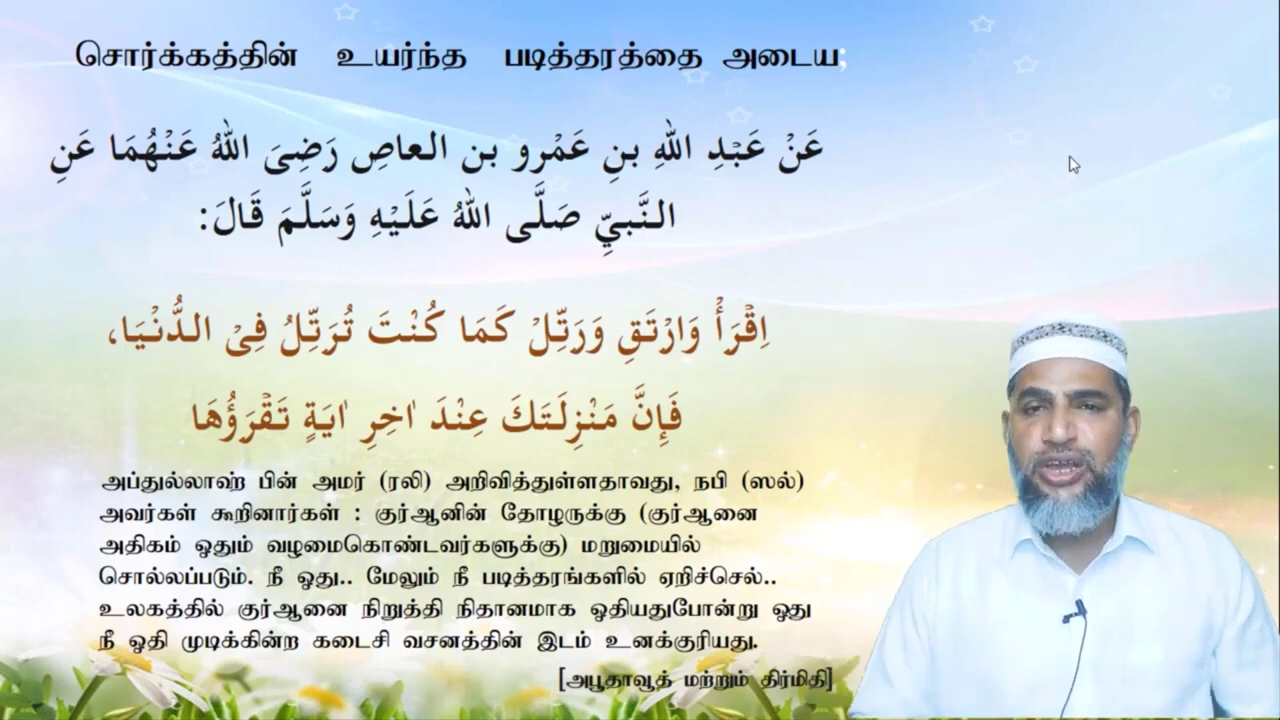 சொர்க்கத்தின் உயர்ந்த படித்தரத்தை அடைய;
عَنْ عَبْدِ اللهِ بنِ عَمْرو بن العاصِ رَضِىَ اللهُ عَنْهُمَا عَنِ
النَّبيِّ صَلَّى اللهُ عَلَيْهِ وَسَلَّمَ قَالَ:
اِقْرَأْ وَارْتَقِ وَرَتِّلْ كَمَا كُنْتَ تُرَتِّلُ فِىْ الدُّنْيَا،
فَإِنَّ مَنْزِلَتَكَ عِنْدَ اٰخِرِ اٰيَةٍ تَقْرَؤُهَا
அப்துல்லாஹ் பின் அமர் (ரலி) அறிவித்துள்ளதாவது, நபி (ஸல்)
அவர்கள் கூறினார்கள் : குர்ஆனின் தோழருக்கு (குர்ஆனை
அதிகம் ஓதும் வழமைகொண்டவர்களுக்கு) மறுமையில்
சொல்லப்படும். நீ ஓது.. மேலும் நீ படித்தரங்களில் ஏறிச்செல்..
உலகத்தில் குர்ஆனை நிறுத்தி நிதானமாக ஓதியதுபோன்று ஓது
நீ ஓதி முடிக்கின்ற கடைசி வசனத்தின் இடம் உனக்குரியது.
[அபூதாவூத் மற்றும் திர்மிதி]